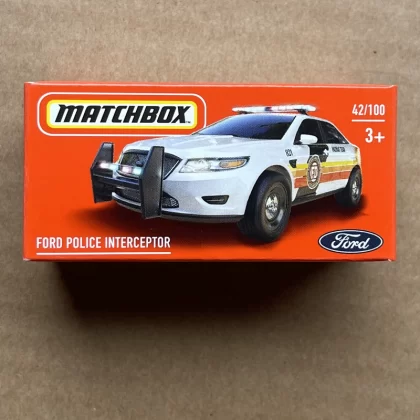 MATCHBOX
42/100
3+
FORD POLICE INTERCEPTOR
Ford